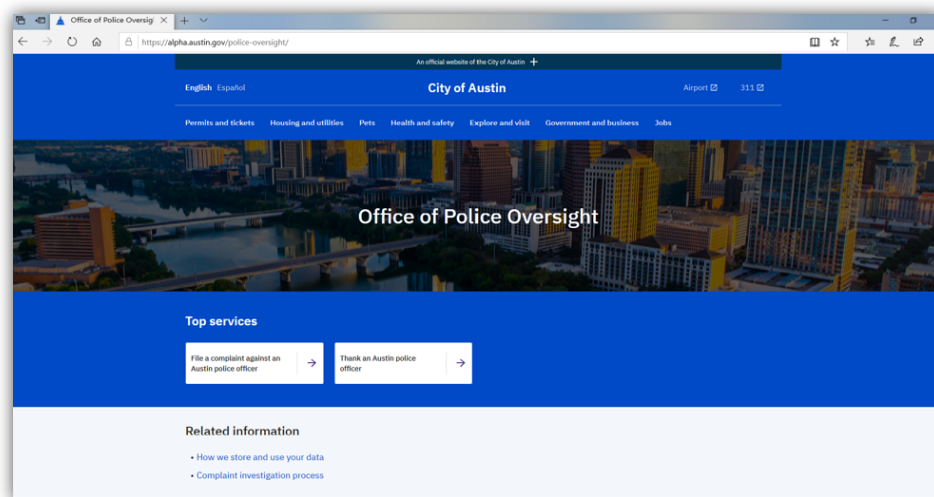 Office of Police Oversig
https://alpha.austin.gov/police-oversight/
An official website of the City of Austin +
English Español
City of Austin
Airport
311
Permits and tickets Housing and utilities Pets Health and safety Explore and visit Government and business Jobs
Office of Police Oversight
Top services
File a complaint against an
Austin police officer
Thank an Austin police
officer
Related information
• How we store and use your data
• Complaint investigation process